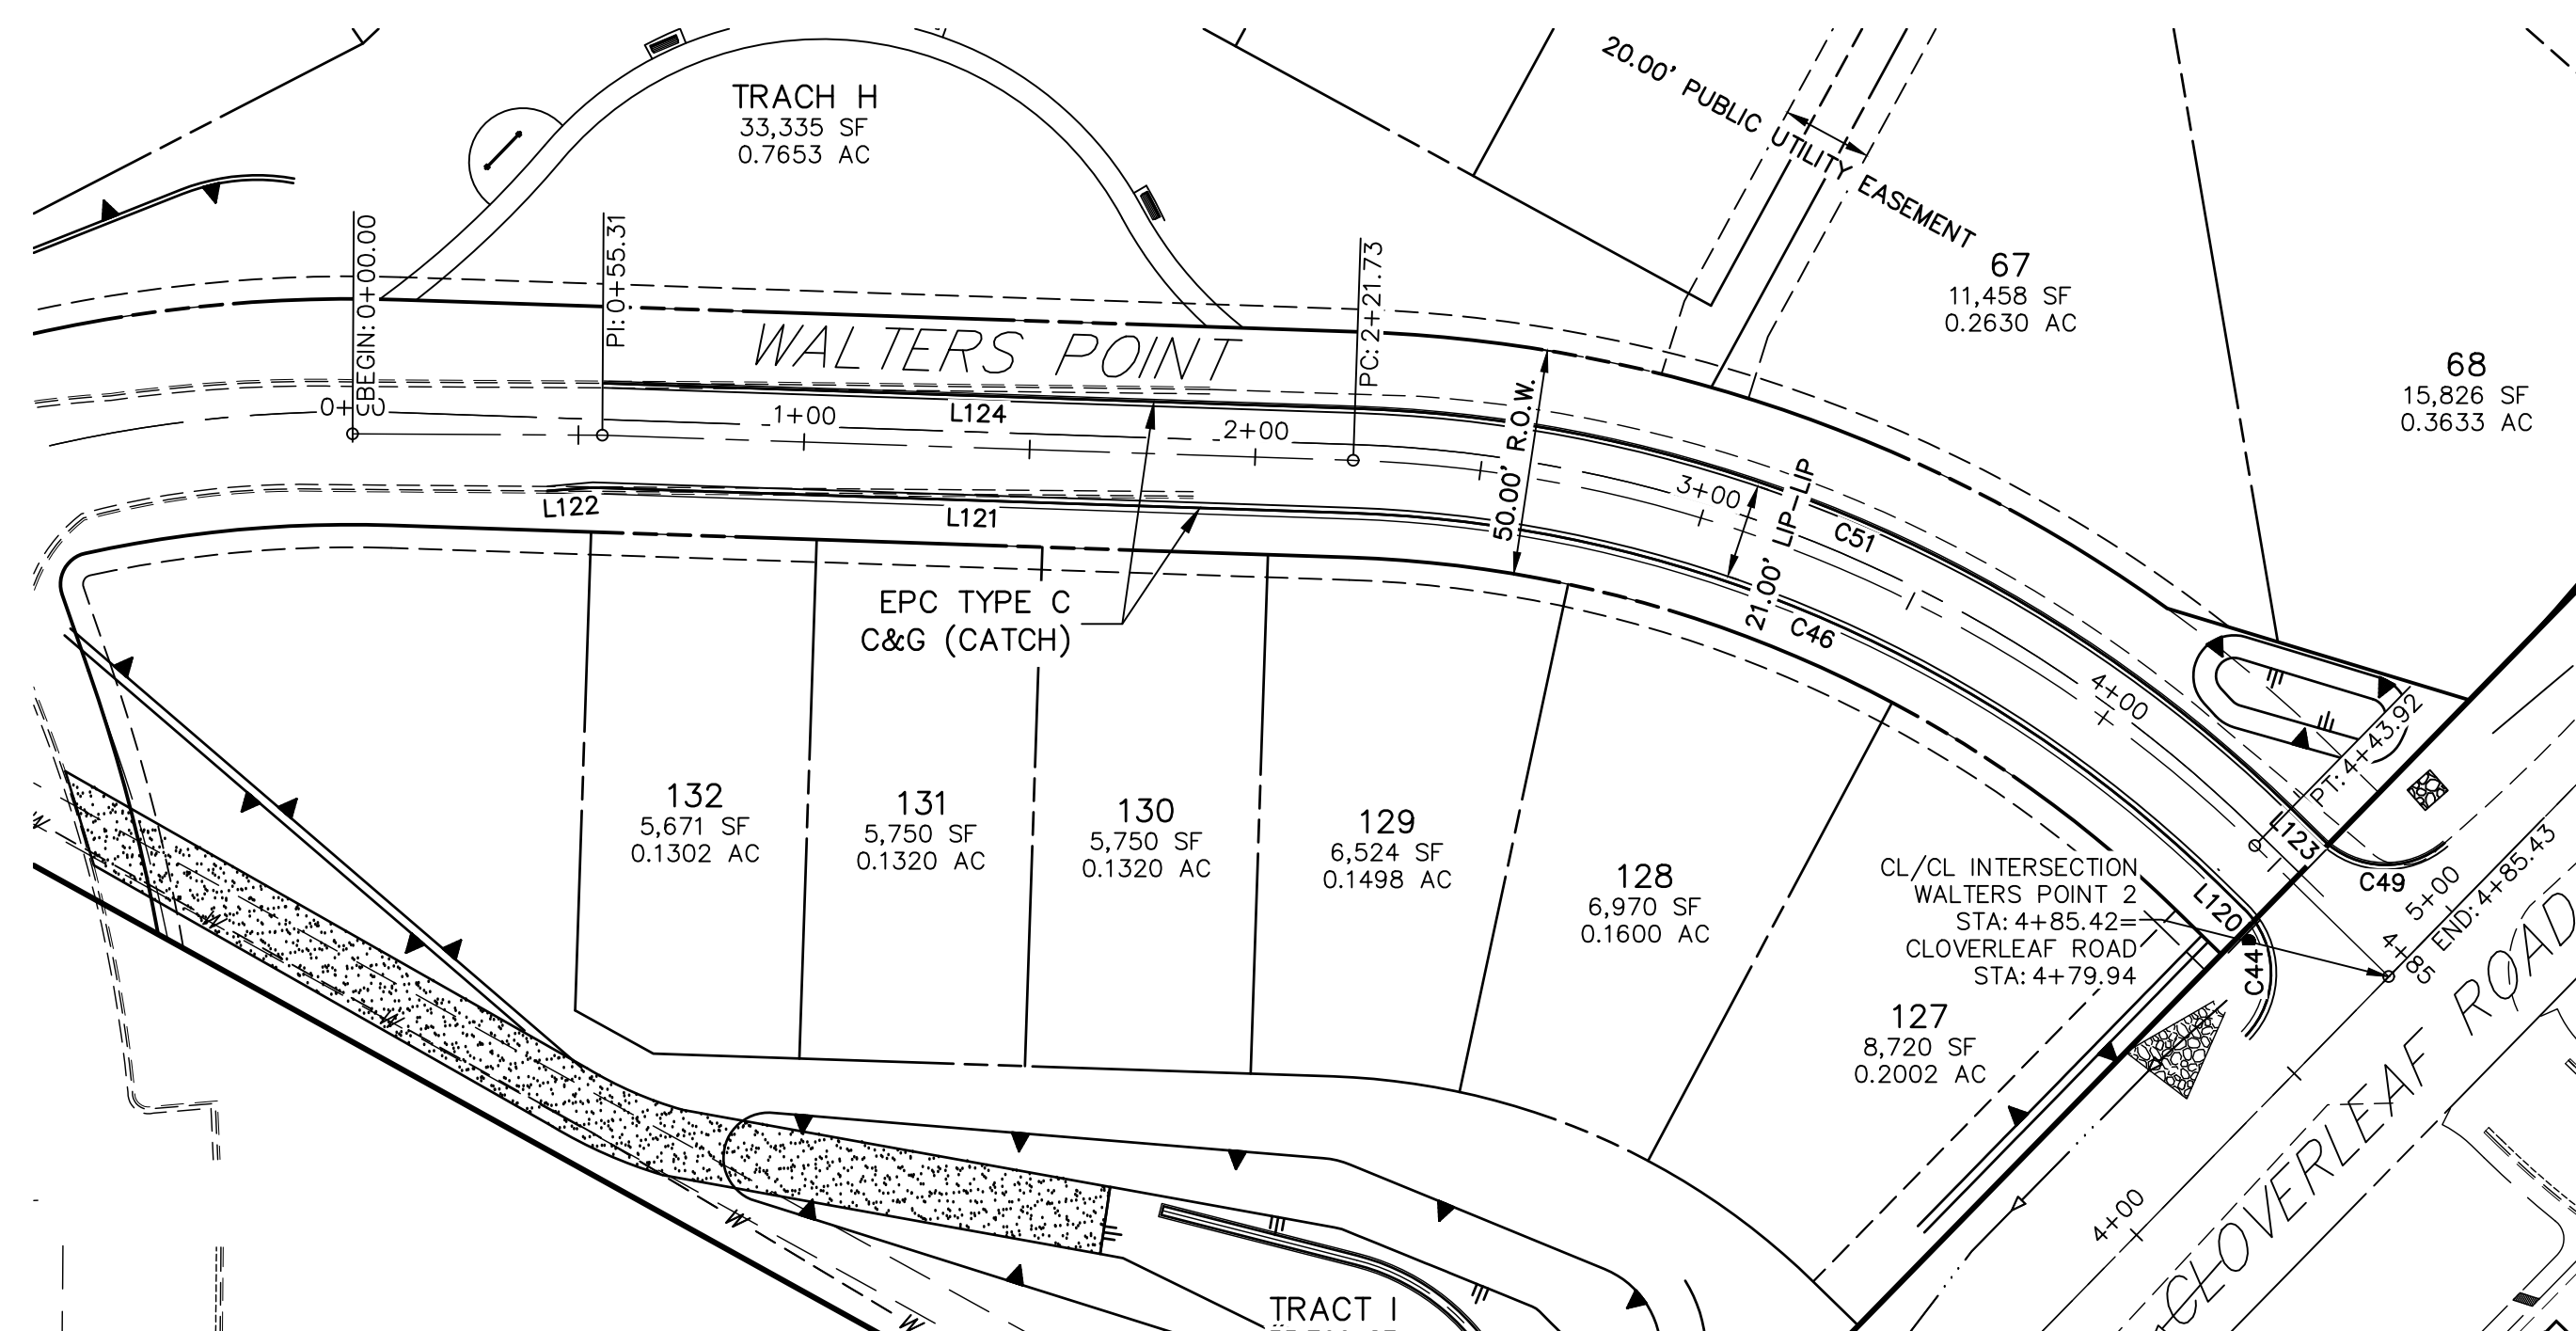 TRACH H
33,335 SF
0.7653 AC
20.00' PUBLIC UTILITY EASEMENT
67
11,458 SF
0.2630 AC
68
15,826 SF
0.3633 AC
BEGIN: 0+00.00
PI: 0+55.31
PC: 2+21.73
WALTERS POINT
1+00
L124
2+00
50.00' R.O.W.
3+00
21.00' LIP-LIP
C51
L122
L121
C46
EPC TYPE C
C&G (CATCH)
4+00
PT: 4+43.92
132
5,671 SF
0.1302 AC
131
5,750 SF
0.1320 AC
130
5,750 SF
0.1320 AC
129
6,524 SF
0.1498 AC
128
6,970 SF
0.1600 AC
127
8,720 SF
0.2002 AC
CL/CL INTERSECTION
WALTERS POINT 2
STA: 4+85.42=
CLOVERLEAF ROAD
STA: 4+79.94
L123
L120
C49
C44
5+00
END: 4+85.43
4+85
CLOVERLEAF ROAD
4+00
W
W
W
W
W
TRACT I